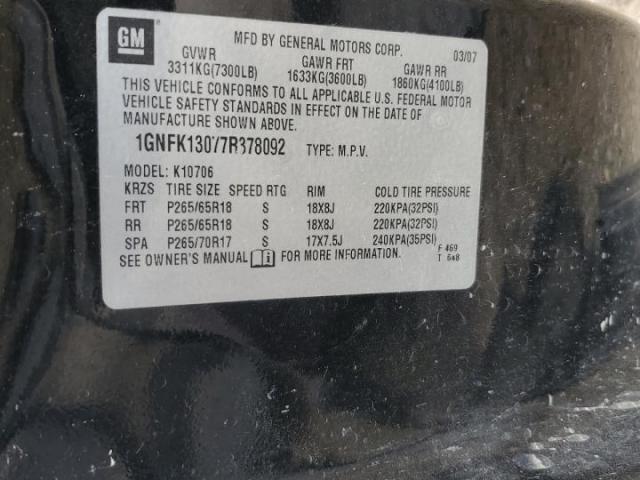 GM
MFD BY GENERAL MOTORS CORP. 03/07
GVWR GAWR FRT GAWR RR
3311KG(7300LB) 1633KG(3600LB) 1860KG(4100LB)
THIS VEHICLE CONFORMS TO ALL APPLICABLE U.S. FEDERAL MOTOR
VEHICLE SAFETY STANDARDS IN EFFECT ON THE DATE OF
MANUFACTURE SHOWN ABOVE.
1GNFK13077R378092 TYPE: M.P.V.
MODEL: K10706
KRZS TIRE SIZE SPEED RTG RIM COLD TIRE PRESSURE
FRT P265/65R18 S 18X8J 220KPA(32PSI)
RR P265/65R18 S 18X8J 220KPA(32PSI)
SPA P265/70R17 S 17X7.5J 240KPA(35PSI) F 469
SEE OWNER'S MANUAL i FOR MORE INFORMATION. T 648